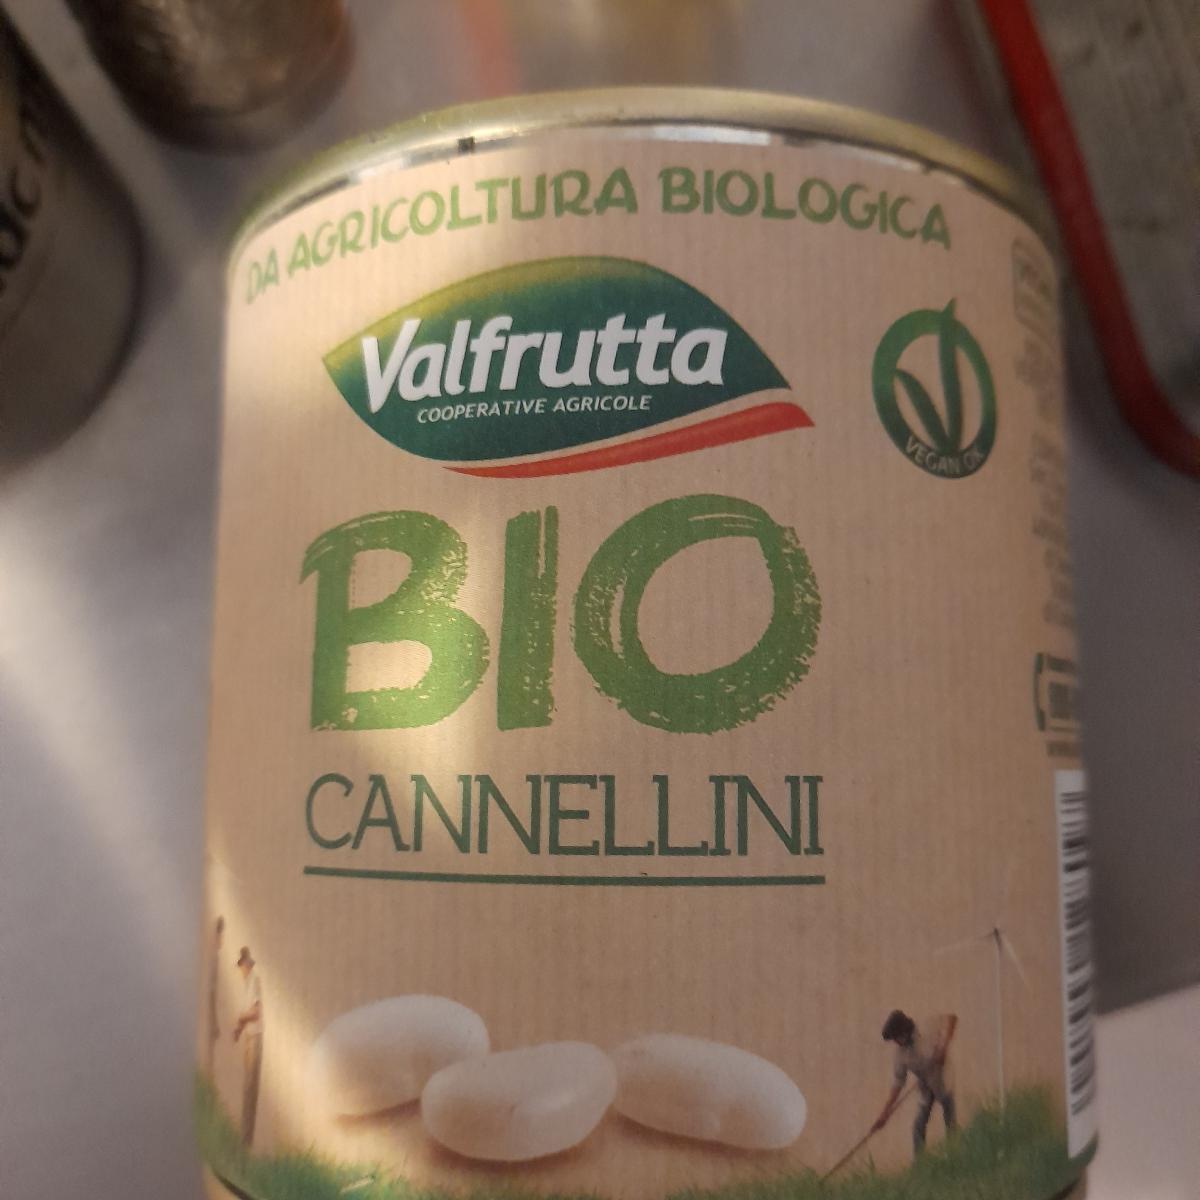 DA AGRICOLTURA BIOLOGICA
Valfrutta
COOPERATIVE AGRICOLE
VEGAN OK
BIO
CANNELLINI